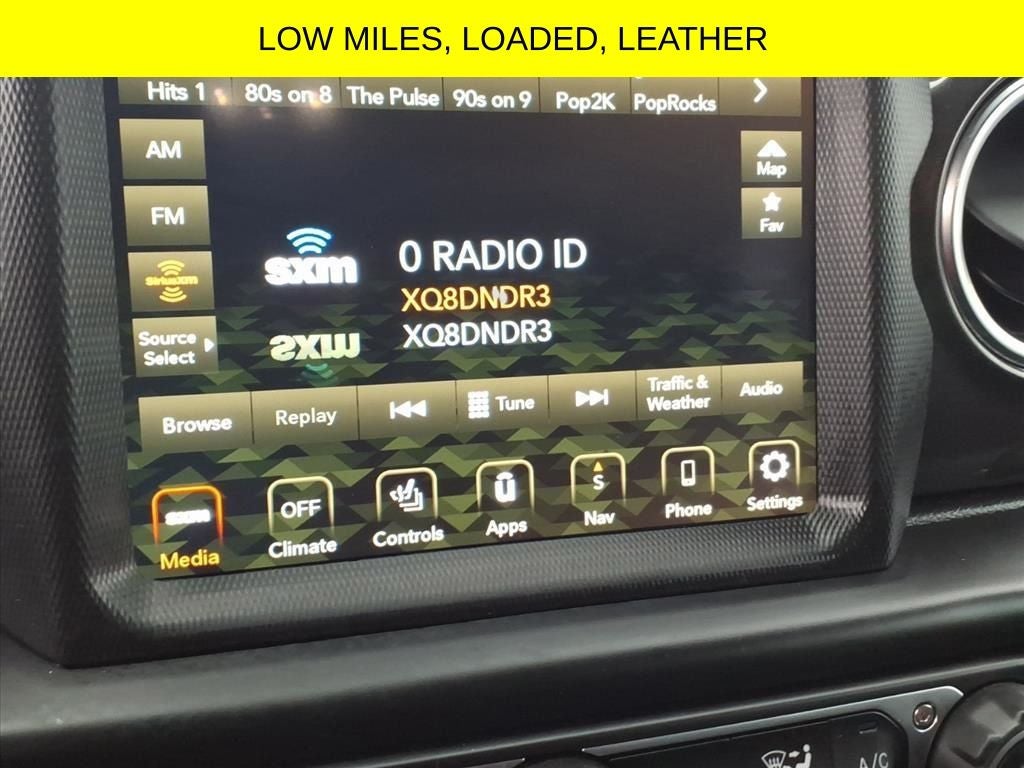 LOW MILES, LOADED, LEATHER
Hits 1 80s on 8 The Pulse 90s on 9 Pop2K PopRocks
AM
Map
FM
Fav
SiriusXM
sxm
0 RADIO ID
XQ8DNDR3
XQ8DNDR3
Source
Select
sxm
Browse Replay Tune Traffic &
Weather Audio
sxm
OFF
S
Media Climate Controls Apps Nav Phone Settings
A/C